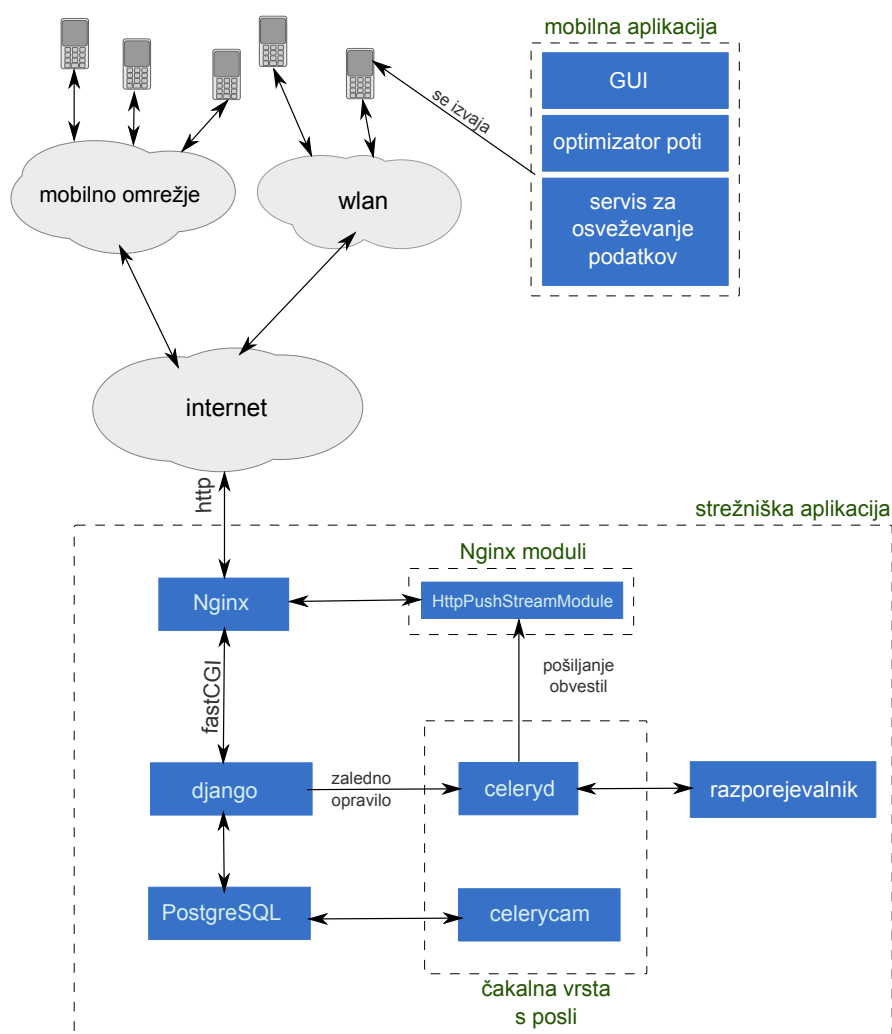 mobilna aplikacija
GUI
optimizator poti
servis za
osveževanje
podatkov
se izvaja
mobilno omrežje
wlan
internet
http
strežniška aplikacija
Nginx moduli
Nginx
HttpPushStreamModule
pošiljanje
obvestil
fastCGI
django
zaledno
opravilo
celeryd
razporejevalnik
PostgreSQL
celerycam
čakalna vrsta
s posli